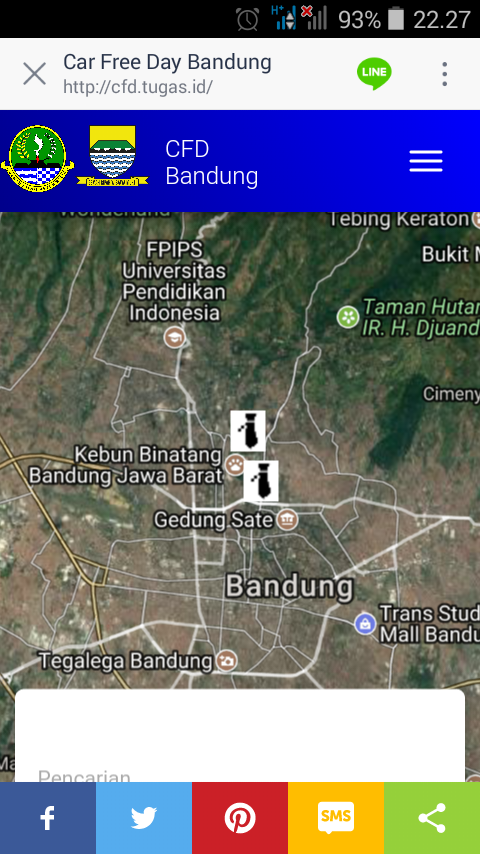 H+
93%
22.27
Car Free Day Bandung
LINE
http://cfd.tugas.id/
CFD
Bandung
Wonderland
Tebing Keraton
FPIPS
Universitas
Pendidikan
Indonesia
Bukit M
Taman Hutan
IR. H. Djuand
Cimeny
Kebun Binatang
Bandung Jawa Barat
Gedung Sate
Bandung
Trans Stud
Mall Bandu
Tegalega Bandung
Ma
Pencarian
f
SMS